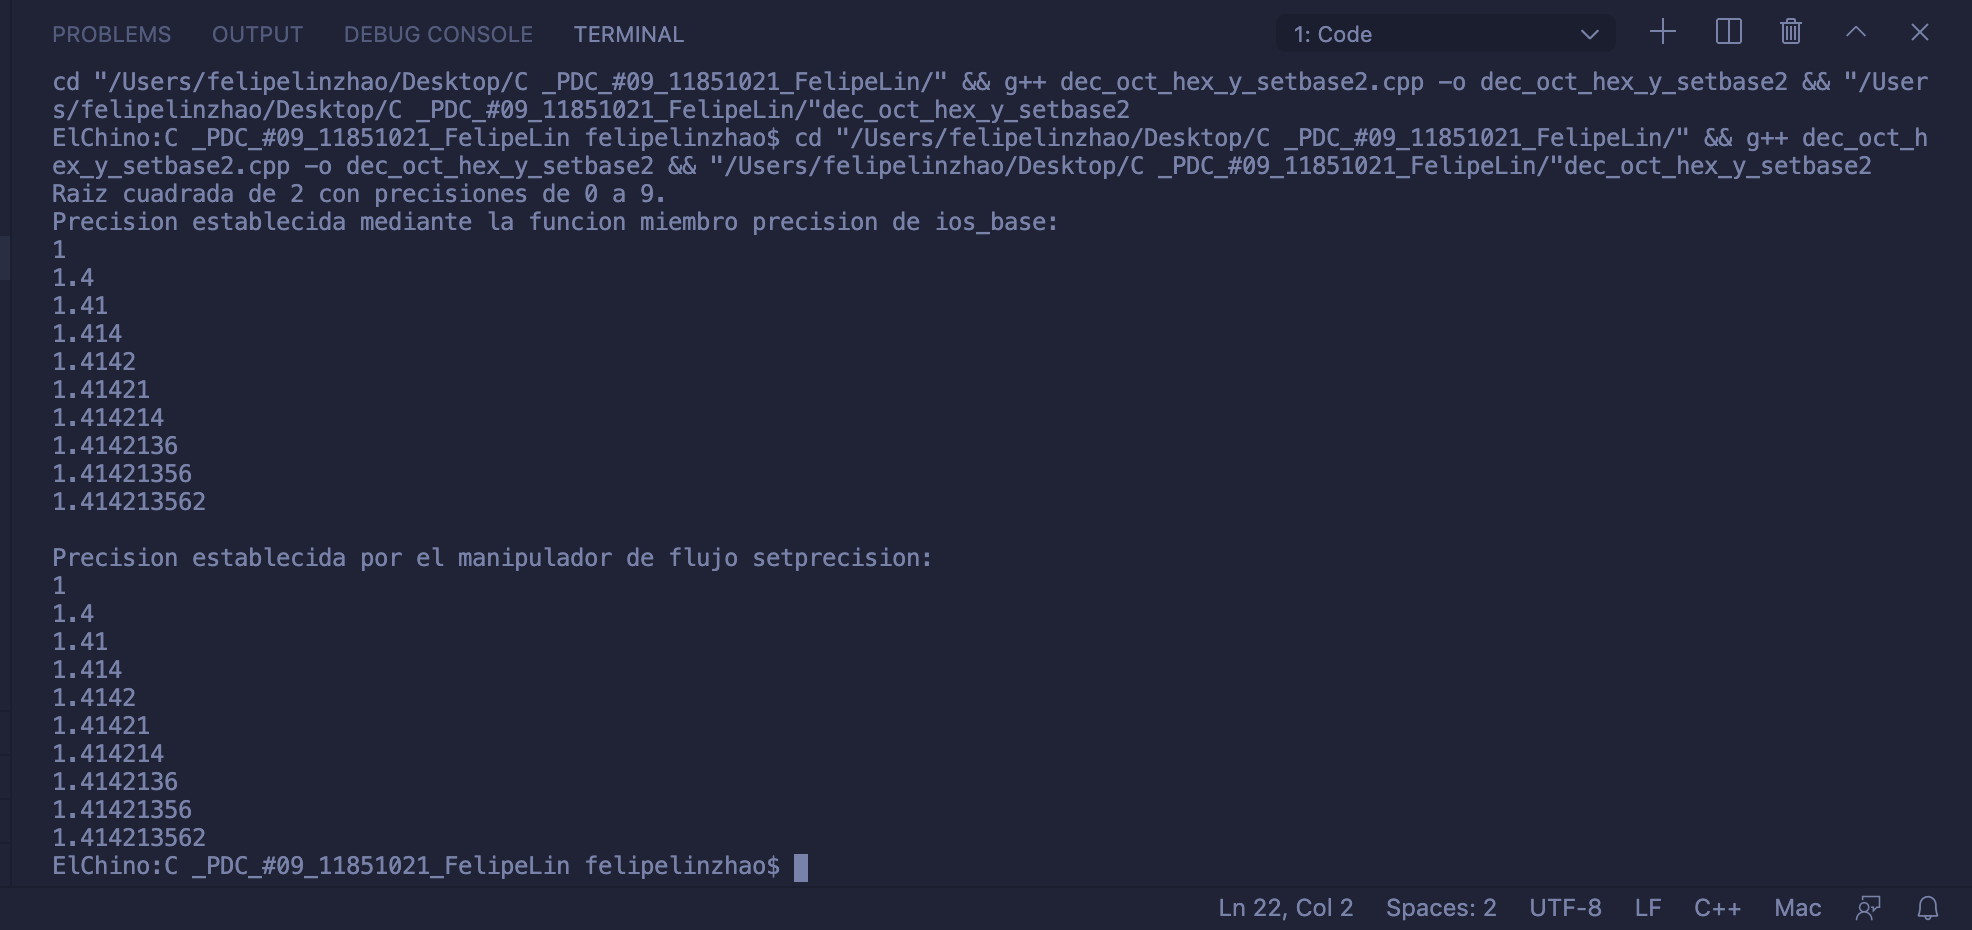 PROBLEMS OUTPUT DEBUG CONSOLE TERMINAL 1: Code
cd "/Users/felipelinzhao/Desktop/C _PDC_#09_11851021_FelipeLin/" && g++ dec_oct_hex_y_setbase2.cpp -o dec_oct_hex_y_setbase2 && "/User
s/felipelinzhao/Desktop/C _PDC_#09_11851021_FelipeLin/"dec_oct_hex_y_setbase2
ElChino:C _PDC_#09_11851021_FelipeLin felipelinzhao$ cd "/Users/felipelinzhao/Desktop/C _PDC_#09_11851021_FelipeLin/" && g++ dec_oct_h
ex_y_setbase2.cpp -o dec_oct_hex_y_setbase2 && "/Users/felipelinzhao/Desktop/C _PDC_#09_11851021_FelipeLin/"dec_oct_hex_y_setbase2
Raiz cuadrada de 2 con precisiones de 0 a 9.
Precision establecida mediante la funcion miembro precision de ios_base:
1
1.4
1.41
1.414
1.4142
1.41421
1.414214
1.4142136
1.41421356
1.414213562

Precision establecida por el manipulador de flujo setprecision:
1
1.4
1.41
1.414
1.4142
1.41421
1.414214
1.4142136
1.41421356
1.414213562
ElChino:C _PDC_#09_11851021_FelipeLin felipelinzhao$
Ln 22, Col 2 Spaces: 2 UTF-8 LF C++ Mac